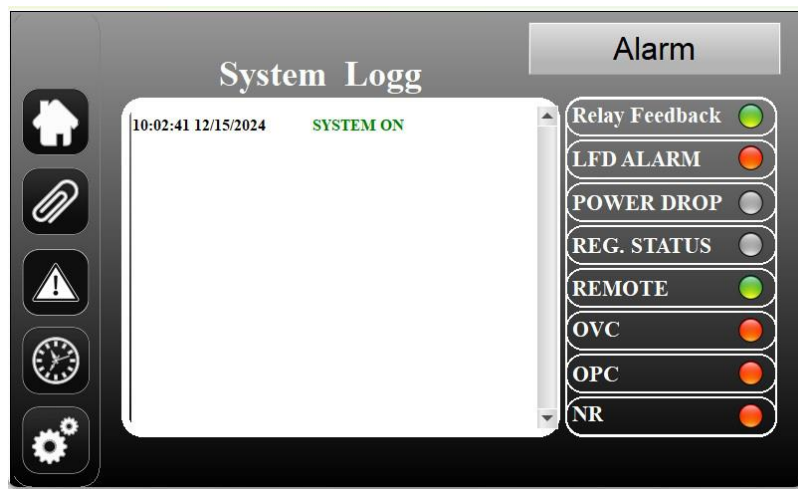 Alarm
System Logg
10:02:41 12/15/2024 SYSTEM ON
Relay Feedback
LFD ALARM
POWER DROP
REG. STATUS
REMOTE
OVC
OPC
NR